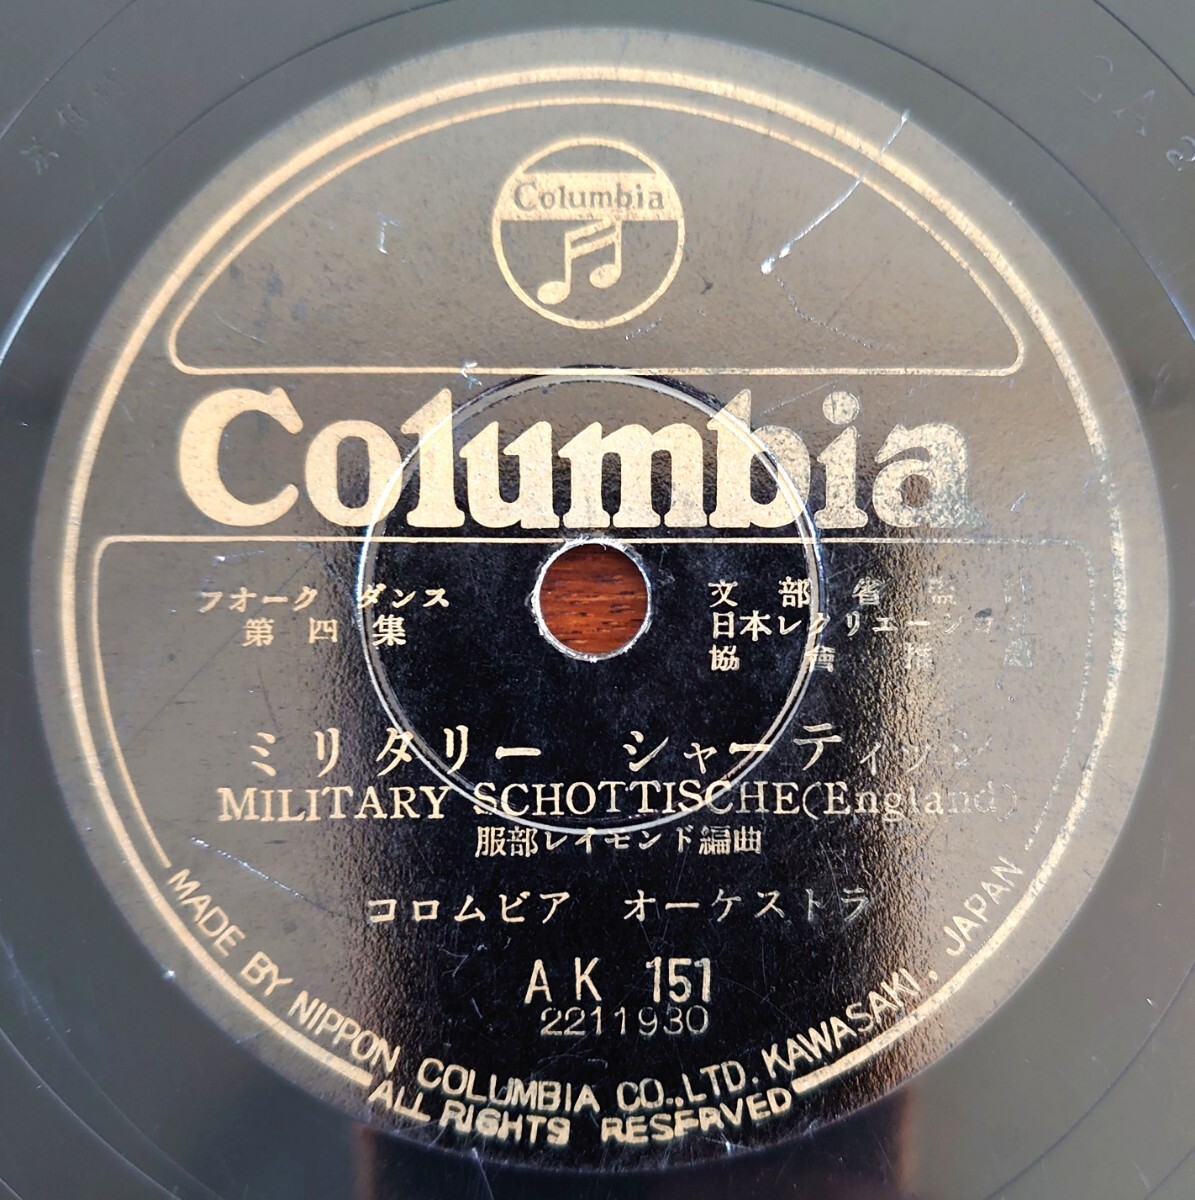 Columbia
Columbia
フオーク ダンス
第四集
文部省監
日本レクリエーショ
協會推
ミリタリー シャーティッシ
MILITARY SCHOTTISCHE (England)
服部レイモンド編曲
コロムビア オーケストラ
AK 151
2211930
MADE BY NIPPON COLUMBIA CO., LTD. KAWASAKI, JAPAN
ALL RIGHTS RESERVED